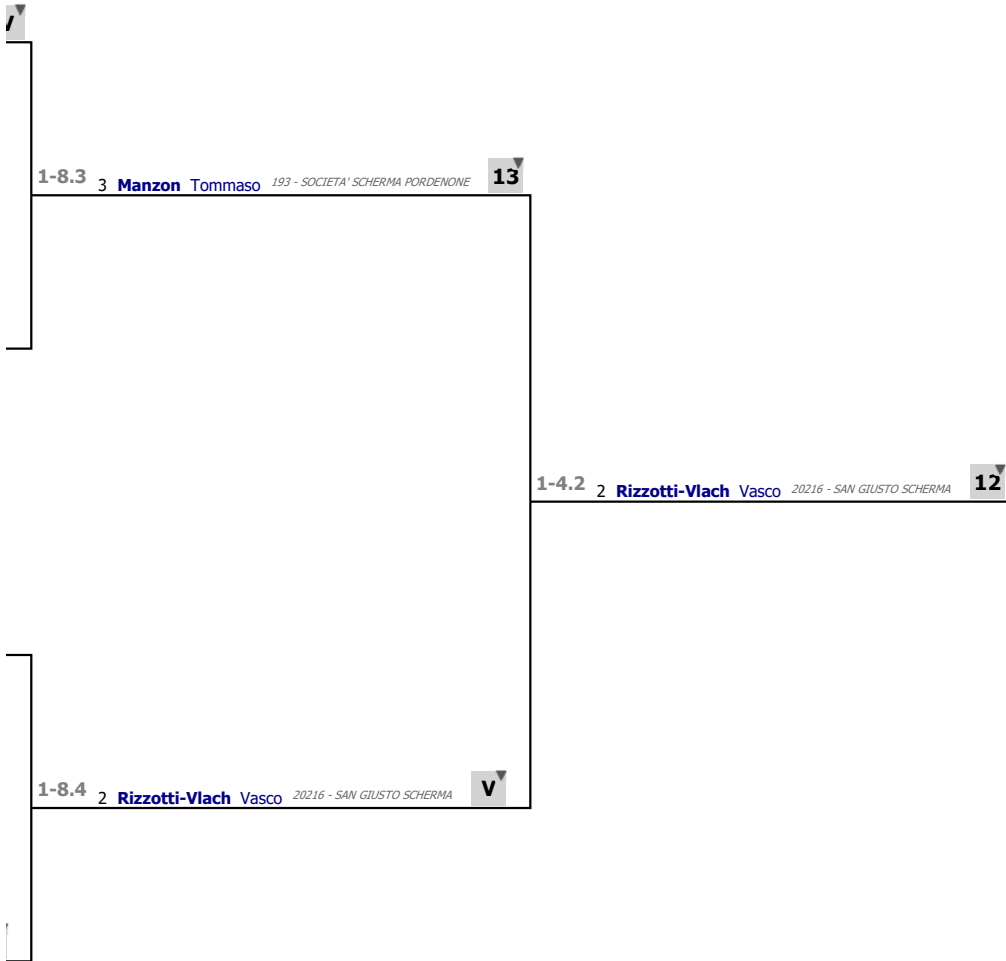 V
1-8.3 3 Manzon Tommaso 193 - SOCIETA' SCHERMA PORDENONE 13
1-4.2 2 Rizzotti-Vlach Vasco 20216 - SAN GIUSTO SCHERMA 12
1-8.4 2 Rizzotti-Vlach Vasco 20216 - SAN GIUSTO SCHERMA V